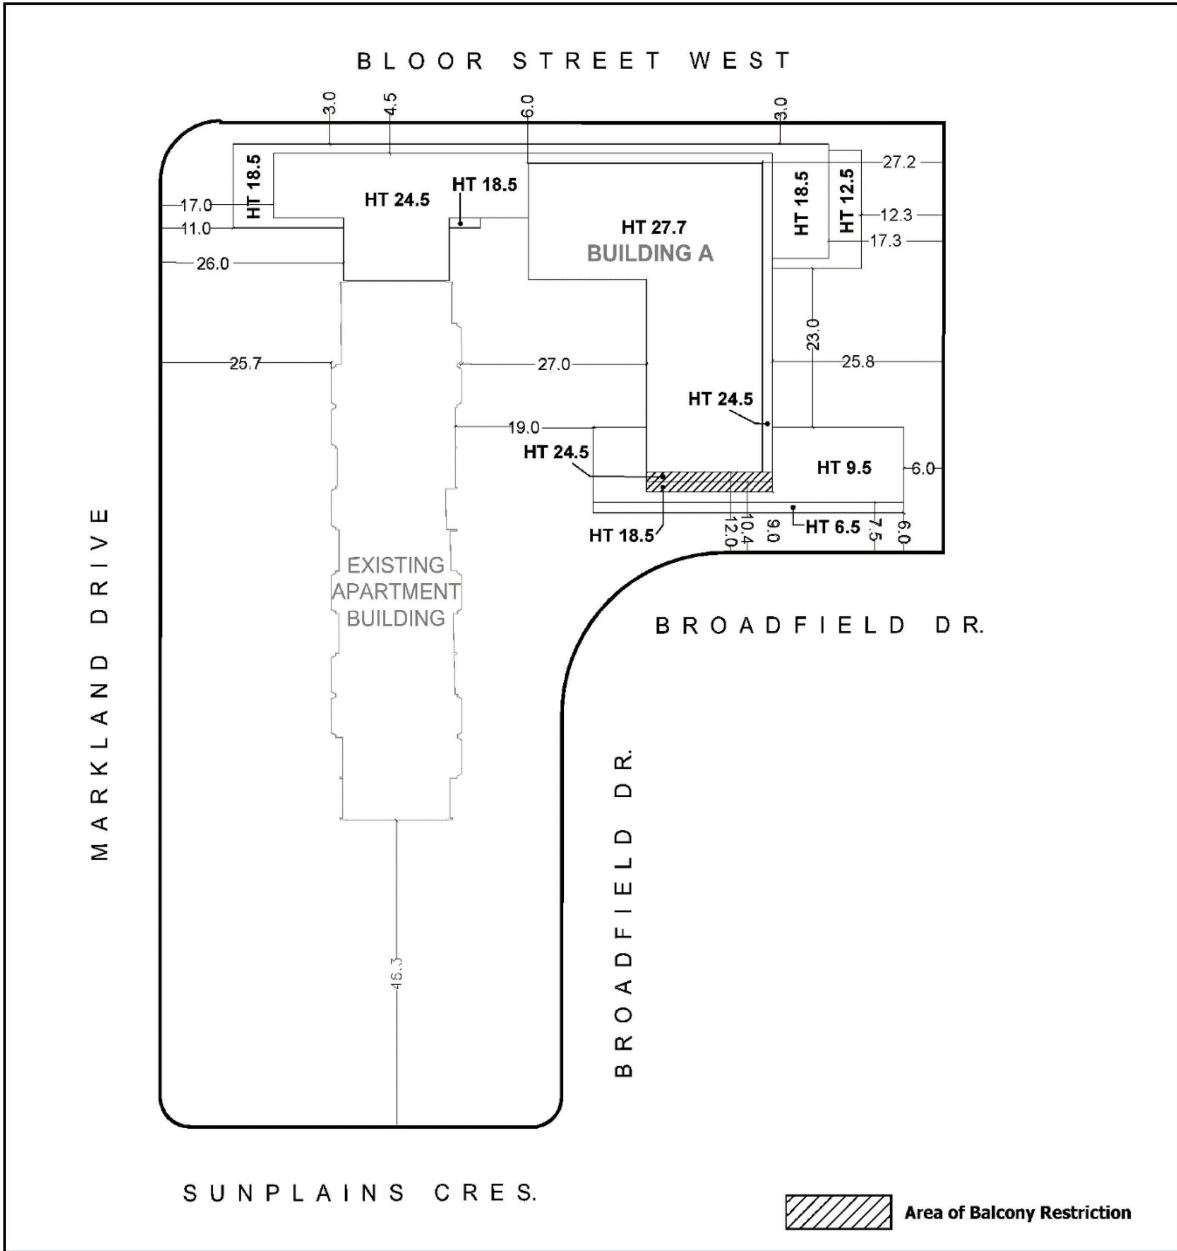 BLOOR STREET WEST
3.0
4.5
6.0
3.0
HT 18.5
HT 24.5
HT 18.5
HT 27.7
BUILDING A
HT 18.5
HT 12.5
27.2
17.0
11.0
12.3
17.3
26.0
25.7
27.0
23.0
25.8
19.0
HT 24.5
HT 24.5
HT 9.5
6.0
HT 18.5
12.0
10.4
9.0
HT 6.5
7.5
6.0
EXISTING
APARTMENT
BUILDING
BROADFIELD DR.
MARKLAND DRIVE
BROADFIELD DR.
46.3
SUNPLAINS CRES.
Area of Balcony Restriction